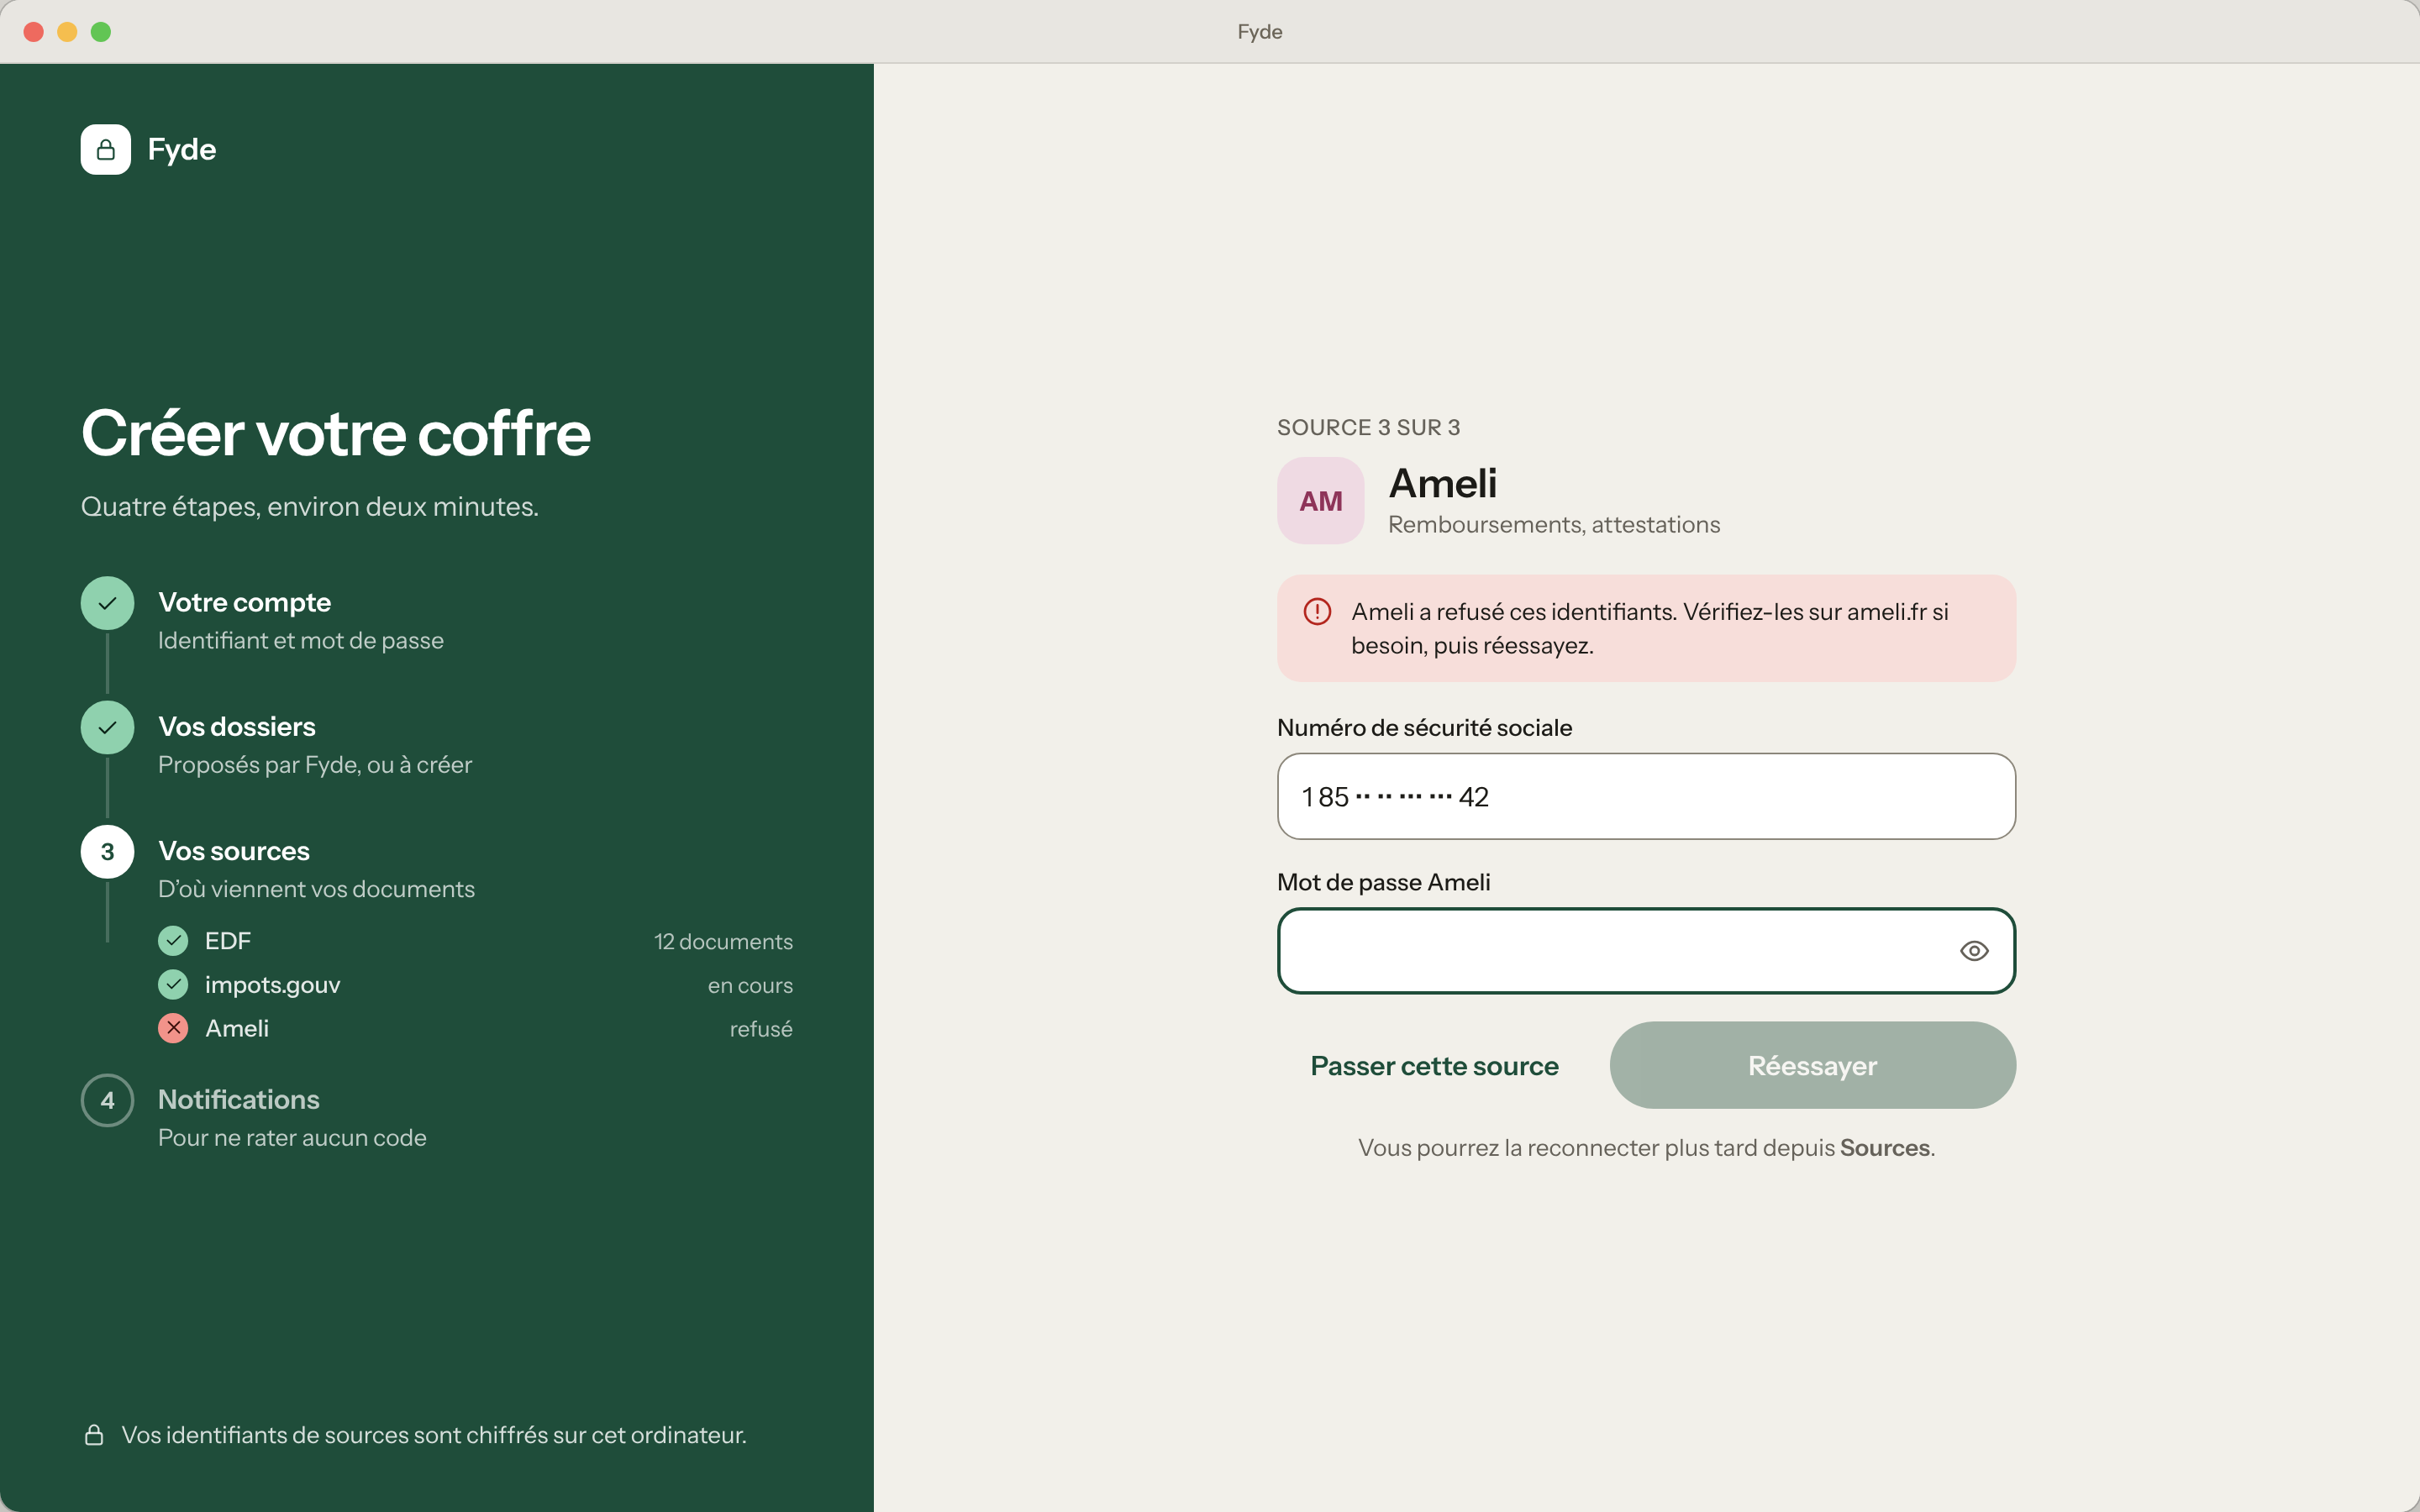 Fyde
Fyde
Créer votre coffre
Quatre étapes, environ deux minutes.
Votre compte
Identifiant et mot de passe
Vos dossiers
Proposés par Fyde, ou à créer
3
Vos sources
D’où viennent vos documents
EDF 12 documents
impots.gouv en cours
Ameli refusé
4
Notifications
Pour ne rater aucun code
Vos identifiants de sources sont chiffrés sur cet ordinateur.
SOURCE 3 SUR 3
AM
Ameli
Remboursements, attestations
Ameli a refusé ces identifiants. Vérifiez-les sur ameli.fr si
besoin, puis réessayez.
Numéro de sécurité sociale
1 85 ·· ·· ··· ··· 42
Mot de passe Ameli
Passer cette source
Réessayer
Vous pourrez la reconnecter plus tard depuis Sources.